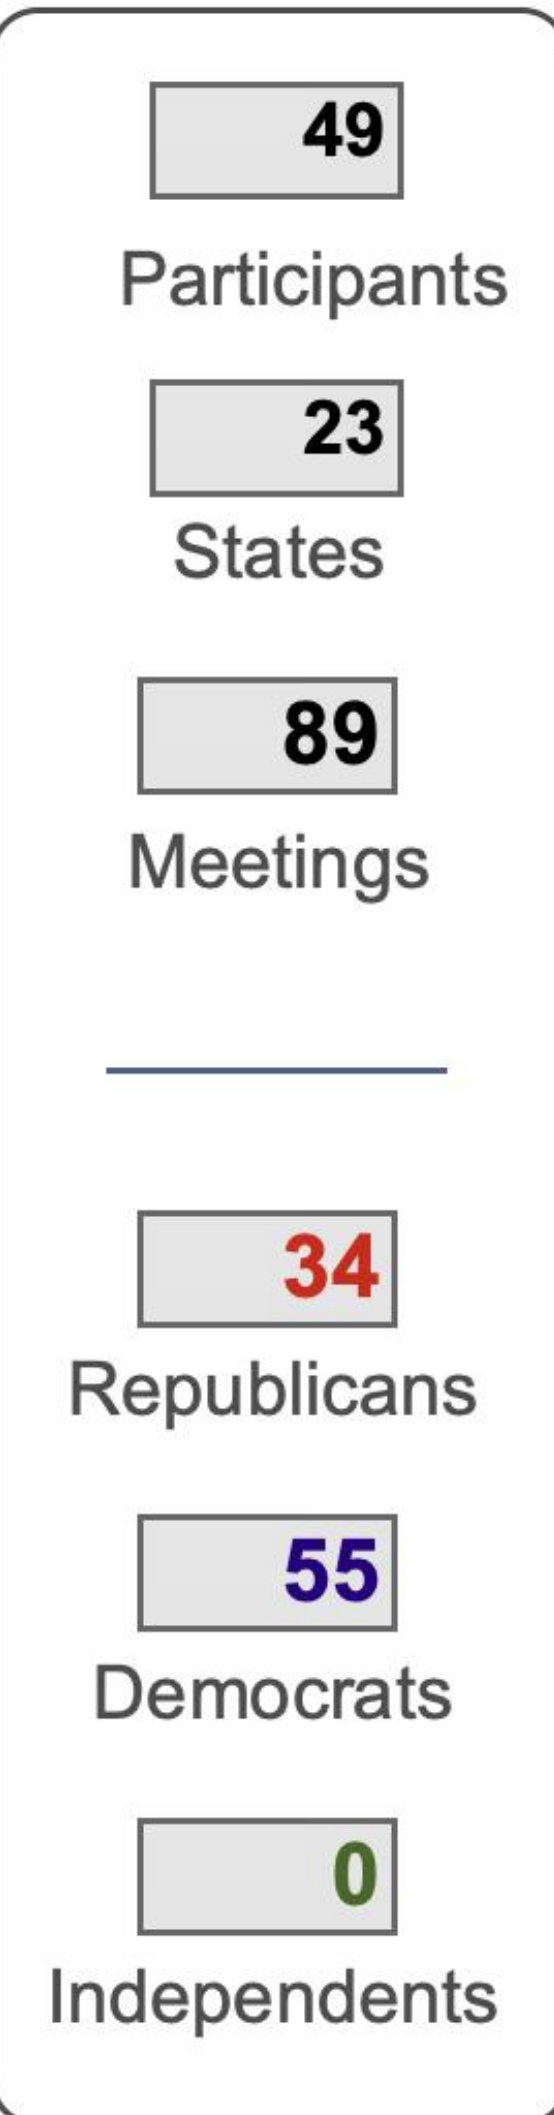 49
Participants
23
States
89
Meetings
34
Republicans
55
Democrats
0
Independents